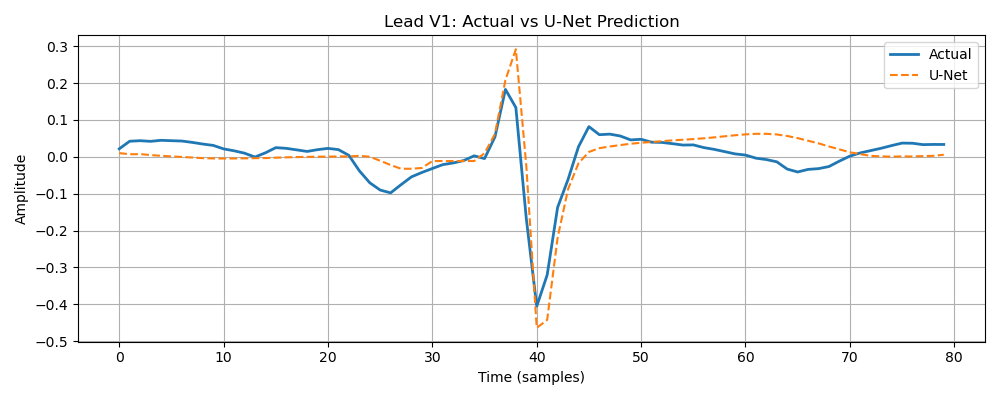 Lead V1: Actual vs U-Net Prediction
Actual
U-Net
Amplitude
0.3
0.2
0.1
0.0
−0.1
−0.2
−0.3
−0.4
−0.5
0 10 20 30 40 50 60 70 80
Time (samples)